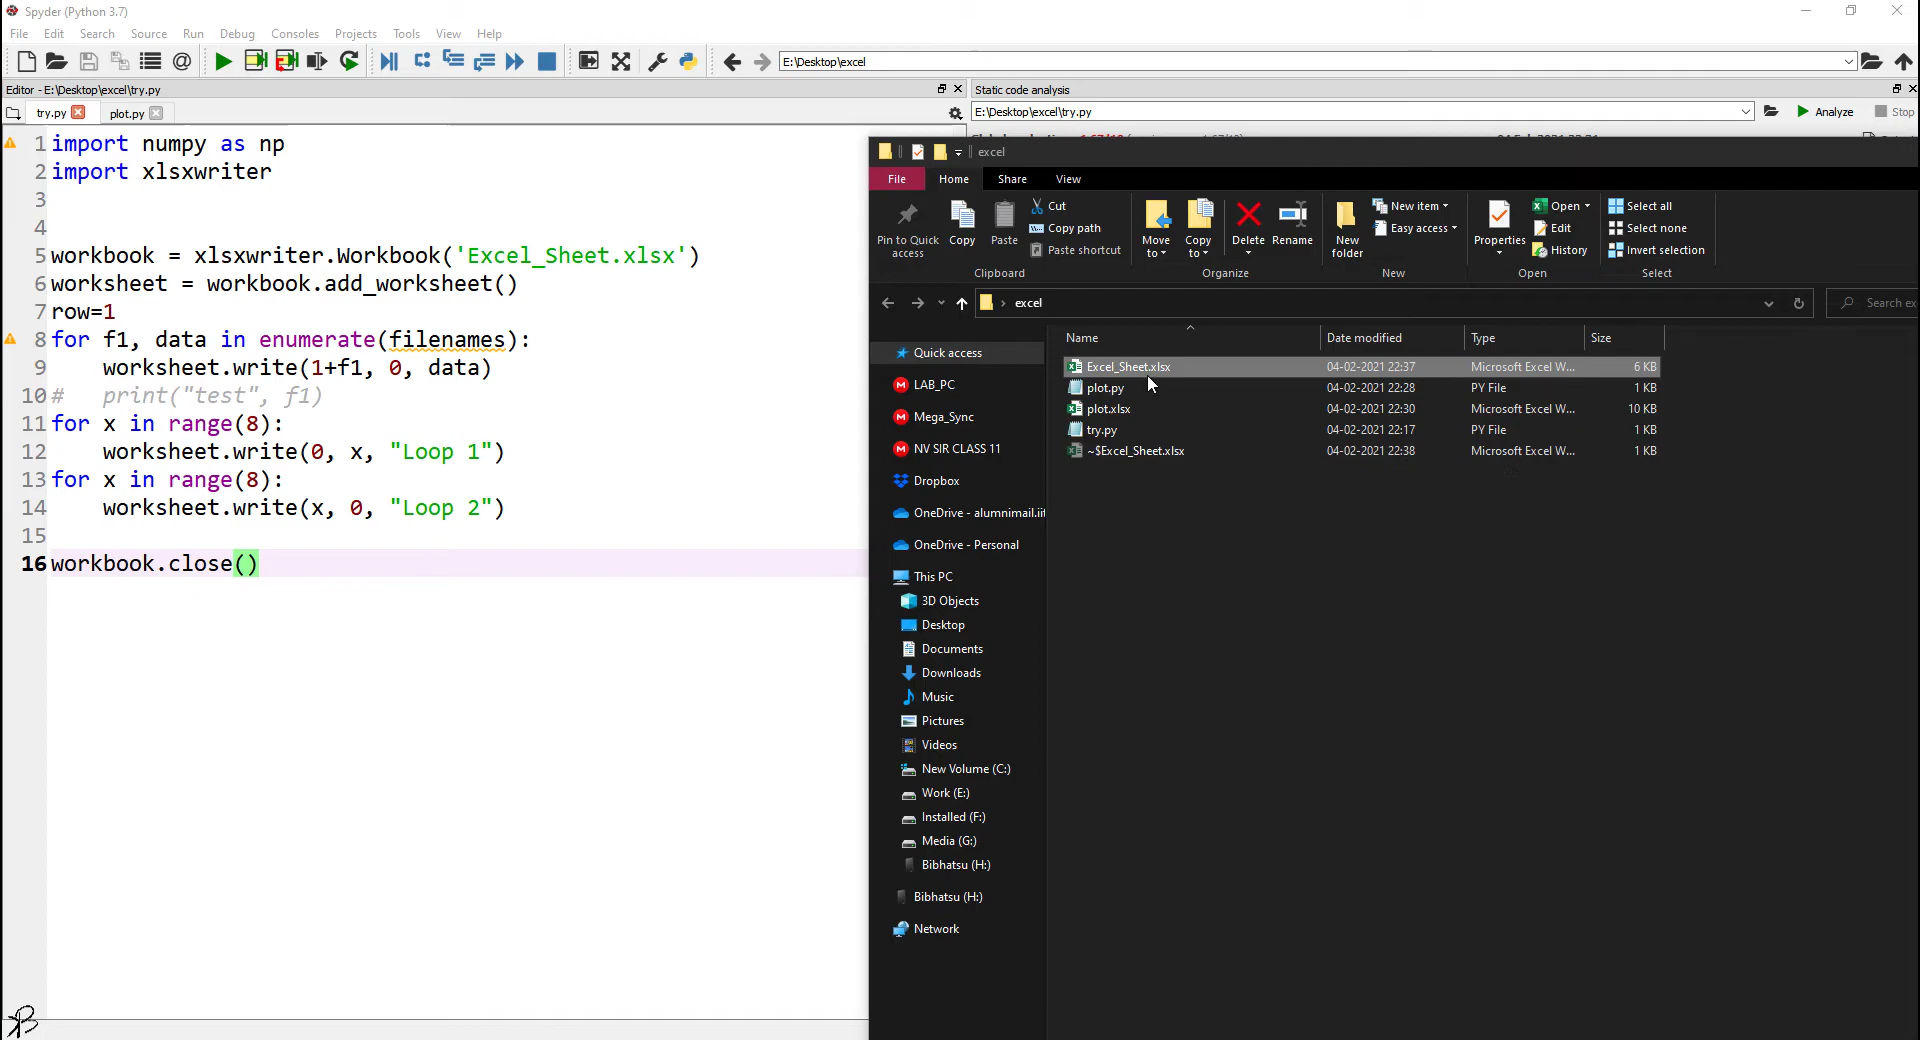 Spyder (Python 3.7)
File Edit Search Source Run Debug Consoles Projects Tools View Help
E:\Desktop\excel
Editor - E:\Desktop\excel\try.py
try.py plot.py
1 import numpy as np
2 import xlsxwriter
3
4
5 workbook = xlsxwriter.Workbook('Excel_Sheet.xlsx')
6 worksheet = workbook.add_worksheet()
7 row=1
8 for f1, data in enumerate(filenames):
9 worksheet.write(1+f1, 0, data)
10 # print("test", f1)
11 for x in range(8):
12 worksheet.write(0, x, "Loop 1")
13 for x in range(8):
14 worksheet.write(x, 0, "Loop 2")
15
16 workbook.close()
Static code analysis
E:\Desktop\excel\try.py Analyze Stop
excel
File Home Share View
Pin to Quick access
Copy
Paste
Cut
Copy path
Paste shortcut
Clipboard
Move to
Copy to
Delete
Rename
Organize
New folder
New item
Easy access
New
Properties
Open
Edit
History
Open
Select all
Select none
Invert selection
Select
excel
Search ex
Quick access
LAB_PC
Mega_Sync
NV SIR CLASS 11
Dropbox
OneDrive - alumnimail.iit
OneDrive - Personal
This PC
3D Objects
Desktop
Documents
Downloads
Music
Pictures
Videos
New Volume (C:)
Work (E:)
Installed (F:)
Media (G:)
Bibhatsu (H:)
Bibhatsu (H:)
Network
Name Date modified Type Size
Excel_Sheet.xlsx 04-02-2021 22:37 Microsoft Excel W... 6 KB
plot.py 04-02-2021 22:28 PY File 1 KB
plot.xlsx 04-02-2021 22:30 Microsoft Excel W... 10 KB
try.py 04-02-2021 22:17 PY File 1 KB
~$Excel_Sheet.xlsx 04-02-2021 22:38 Microsoft Excel W... 1 KB